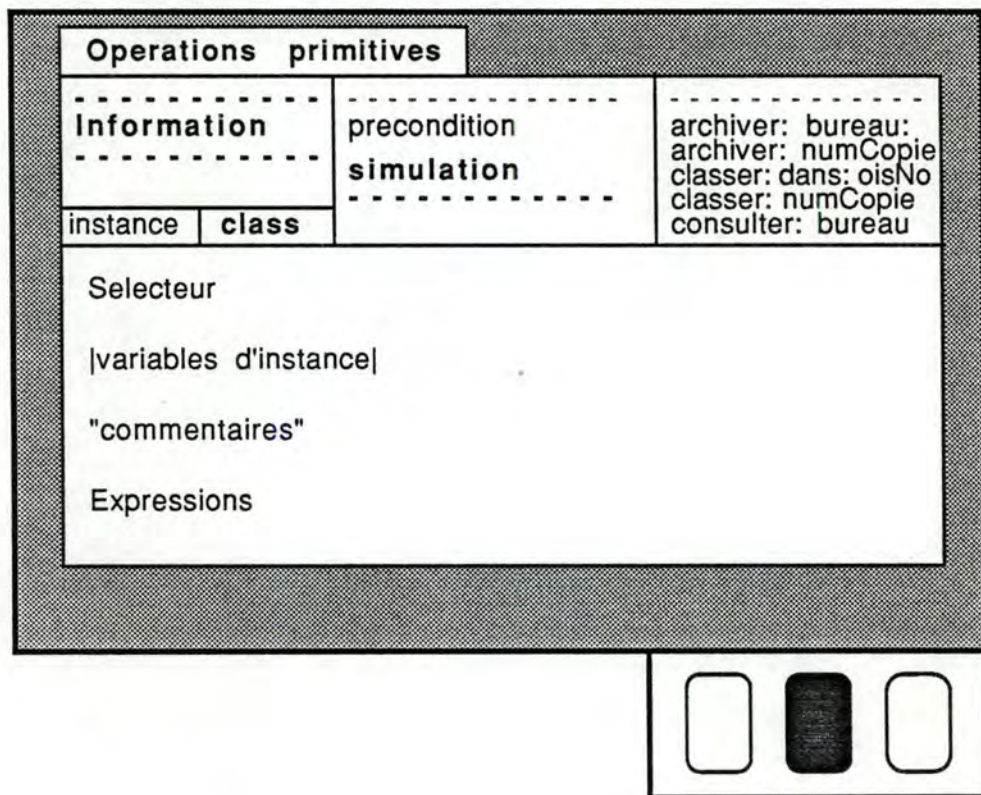 Operations primitives
Information
instance class
precondition
simulation
archiver: bureau:
archiver: numCopie
classer: dans: oisNo
classer: numCopie
consulter: bureau
Selecteur
|variables d'instance|
"commentaires"
Expressions